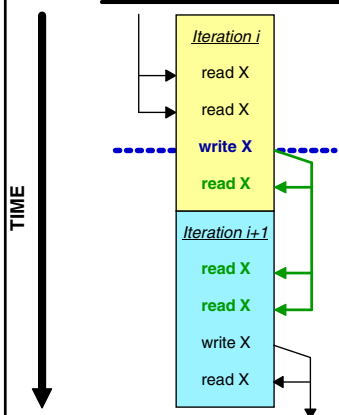 TIME
Iteration i
read X
read X
write X
read X
Iteration i+1
read X
read X
write X
read X